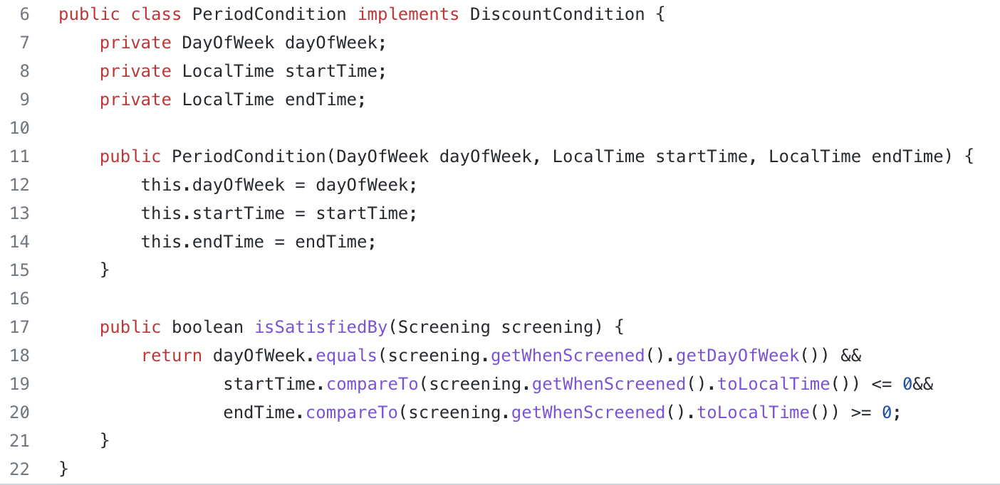 6 public class PeriodCondition implements DiscountCondition {
7     private DayOfWeek dayOfWeek;
8     private LocalTime startTime;
9     private LocalTime endTime;
10
11     public PeriodCondition(DayOfWeek dayOfWeek, LocalTime startTime, LocalTime endTime) {
12         this.dayOfWeek = dayOfWeek;
13         this.startTime = startTime;
14         this.endTime = endTime;
15     }
16
17     public boolean isSatisfiedBy(Screening screening) {
18         return dayOfWeek.equals(screening.getWhenScreened().getDayOfWeek()) &&
19                 startTime.compareTo(screening.getWhenScreened().toLocalTime()) <= 0&&
20                 endTime.compareTo(screening.getWhenScreened().toLocalTime()) >= 0;
21     }
22 }